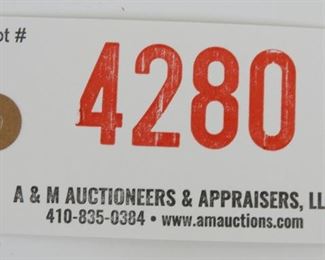 ot #
4280
A & M AUCTIONEERS & APPRAISERS, LL
410-835-0384 • www.amauctions.com